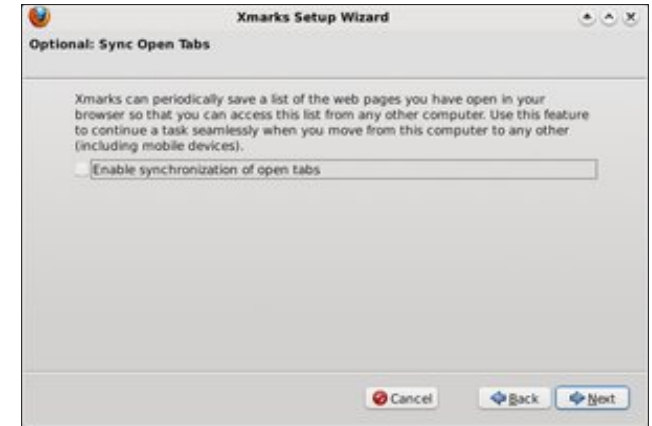 Xmarks Setup Wizard
Optional: Sync Open Tabs
Xmarks can periodically save a list of the web pages you have open in your
browser so that you can access this list from any other computer. Use this feature
to continue a task seamlessly when you move from this computer to any other
(including mobile devices).
Enable synchronization of open tabs
Cancel Back Next